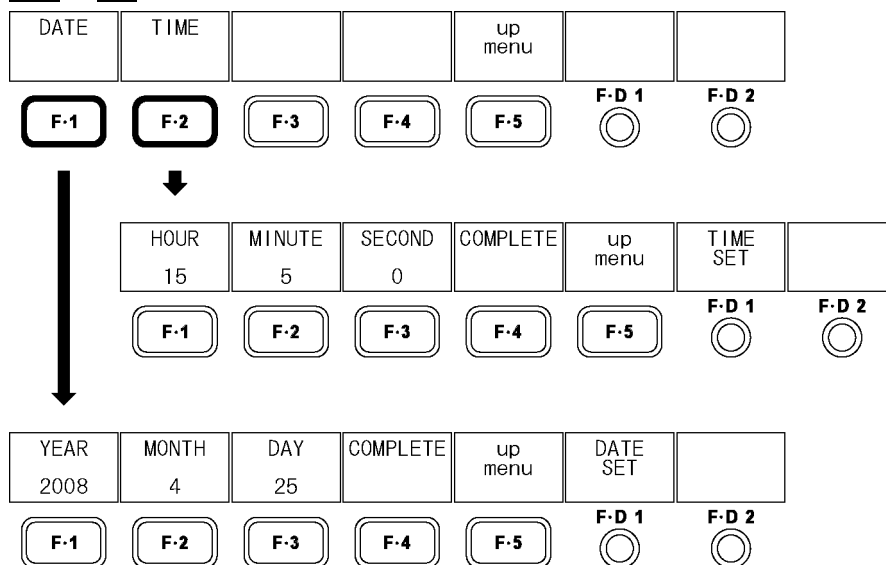 DATE TIME up menu
F·1 F·2 F·3 F·4 F·5 F·D 1 F·D 2
HOUR MINUTE SECOND COMPLETE up menu TIME SET
15 5 0
F·1 F·2 F·3 F·4 F·5 F·D 1 F·D 2
YEAR MONTH DAY COMPLETE up menu DATE SET
2008 4 25
F·1 F·2 F·3 F·4 F·5 F·D 1 F·D 2